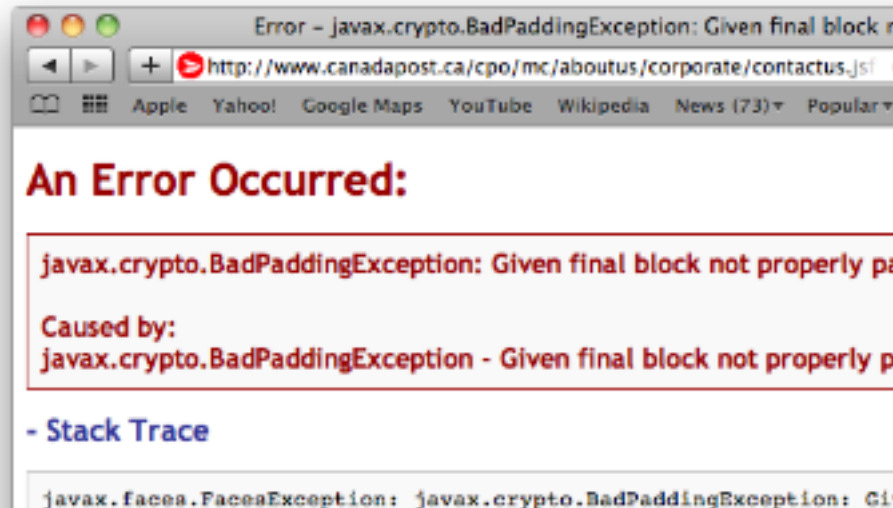 Error – javax.crypto.BadPaddingException: Given final block
http://www.canadapost.ca/cpo/mc/aboutus/corporate/contactus.jsf
Apple Yahoo! Google Maps YouTube Wikipedia News (73) Popular
An Error Occurred:
javax.crypto.BadPaddingException: Given final block not properly pa
Caused by:
javax.crypto.BadPaddingException - Given final block not properly p
- Stack Trace
javax.faces.FacesException: javax.crypto.BadPaddingException: Giv